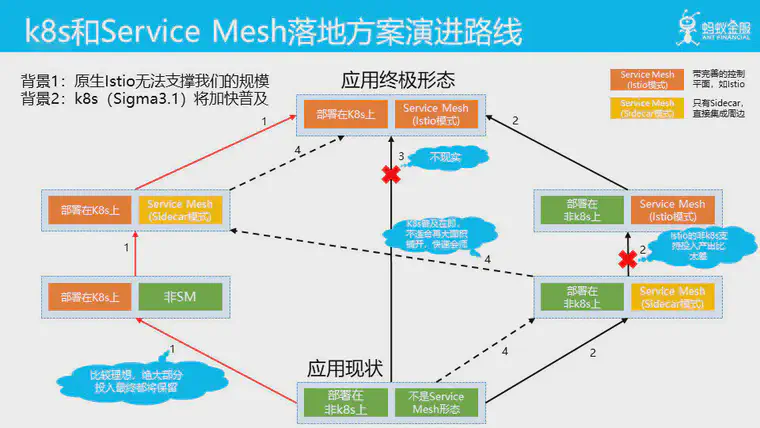 k8s和Service Mesh落地方案演进路线
蚂蚁金服
ANT FINANCIAL
背景1：原生Istio无法支撑我们的规模
背景2：k8s（Sigma3.1）将加快普及
应用终极形态
Service Mesh
(Istio模式)
带完善的控制
平面，如Istio
Service Mesh
(Sidecar模式)
只有Sidecar，
直接集成周边
部署在K8s上
Service Mesh
(Istio模式)
1
4
3
不现实
2
部署在K8s上
Service Mesh
(Sidecar模式)
K8s普及在即，
不适合再大面积
铺开，快速会师
部署在
非k8s上
Service Mesh
(Istio模式)
1
4
2
Istio的非k8s支
持投入产出比
太差
部署在K8s上
非SM
部署在
非k8s上
Service Mesh
(Sidecar模式)
1
4
2
比较理想，绝大部分
投入最终都将保留
应用现状
部署在
非k8s上
不是Service
Mesh形态